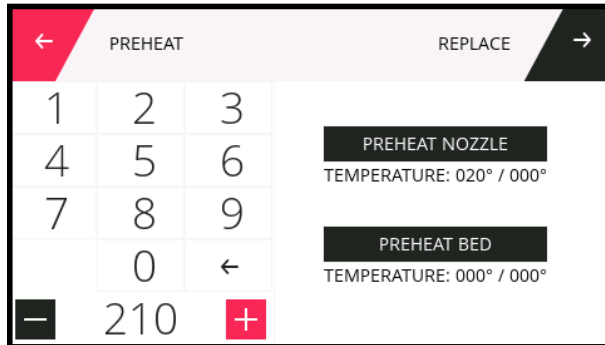 ← PREHEAT REPLACE →
1 2 3
4 5 6
7 8 9
0 ←
− 210 +
PREHEAT NOZZLE
TEMPERATURE: 020° / 000°
PREHEAT BED
TEMPERATURE: 000° / 000°